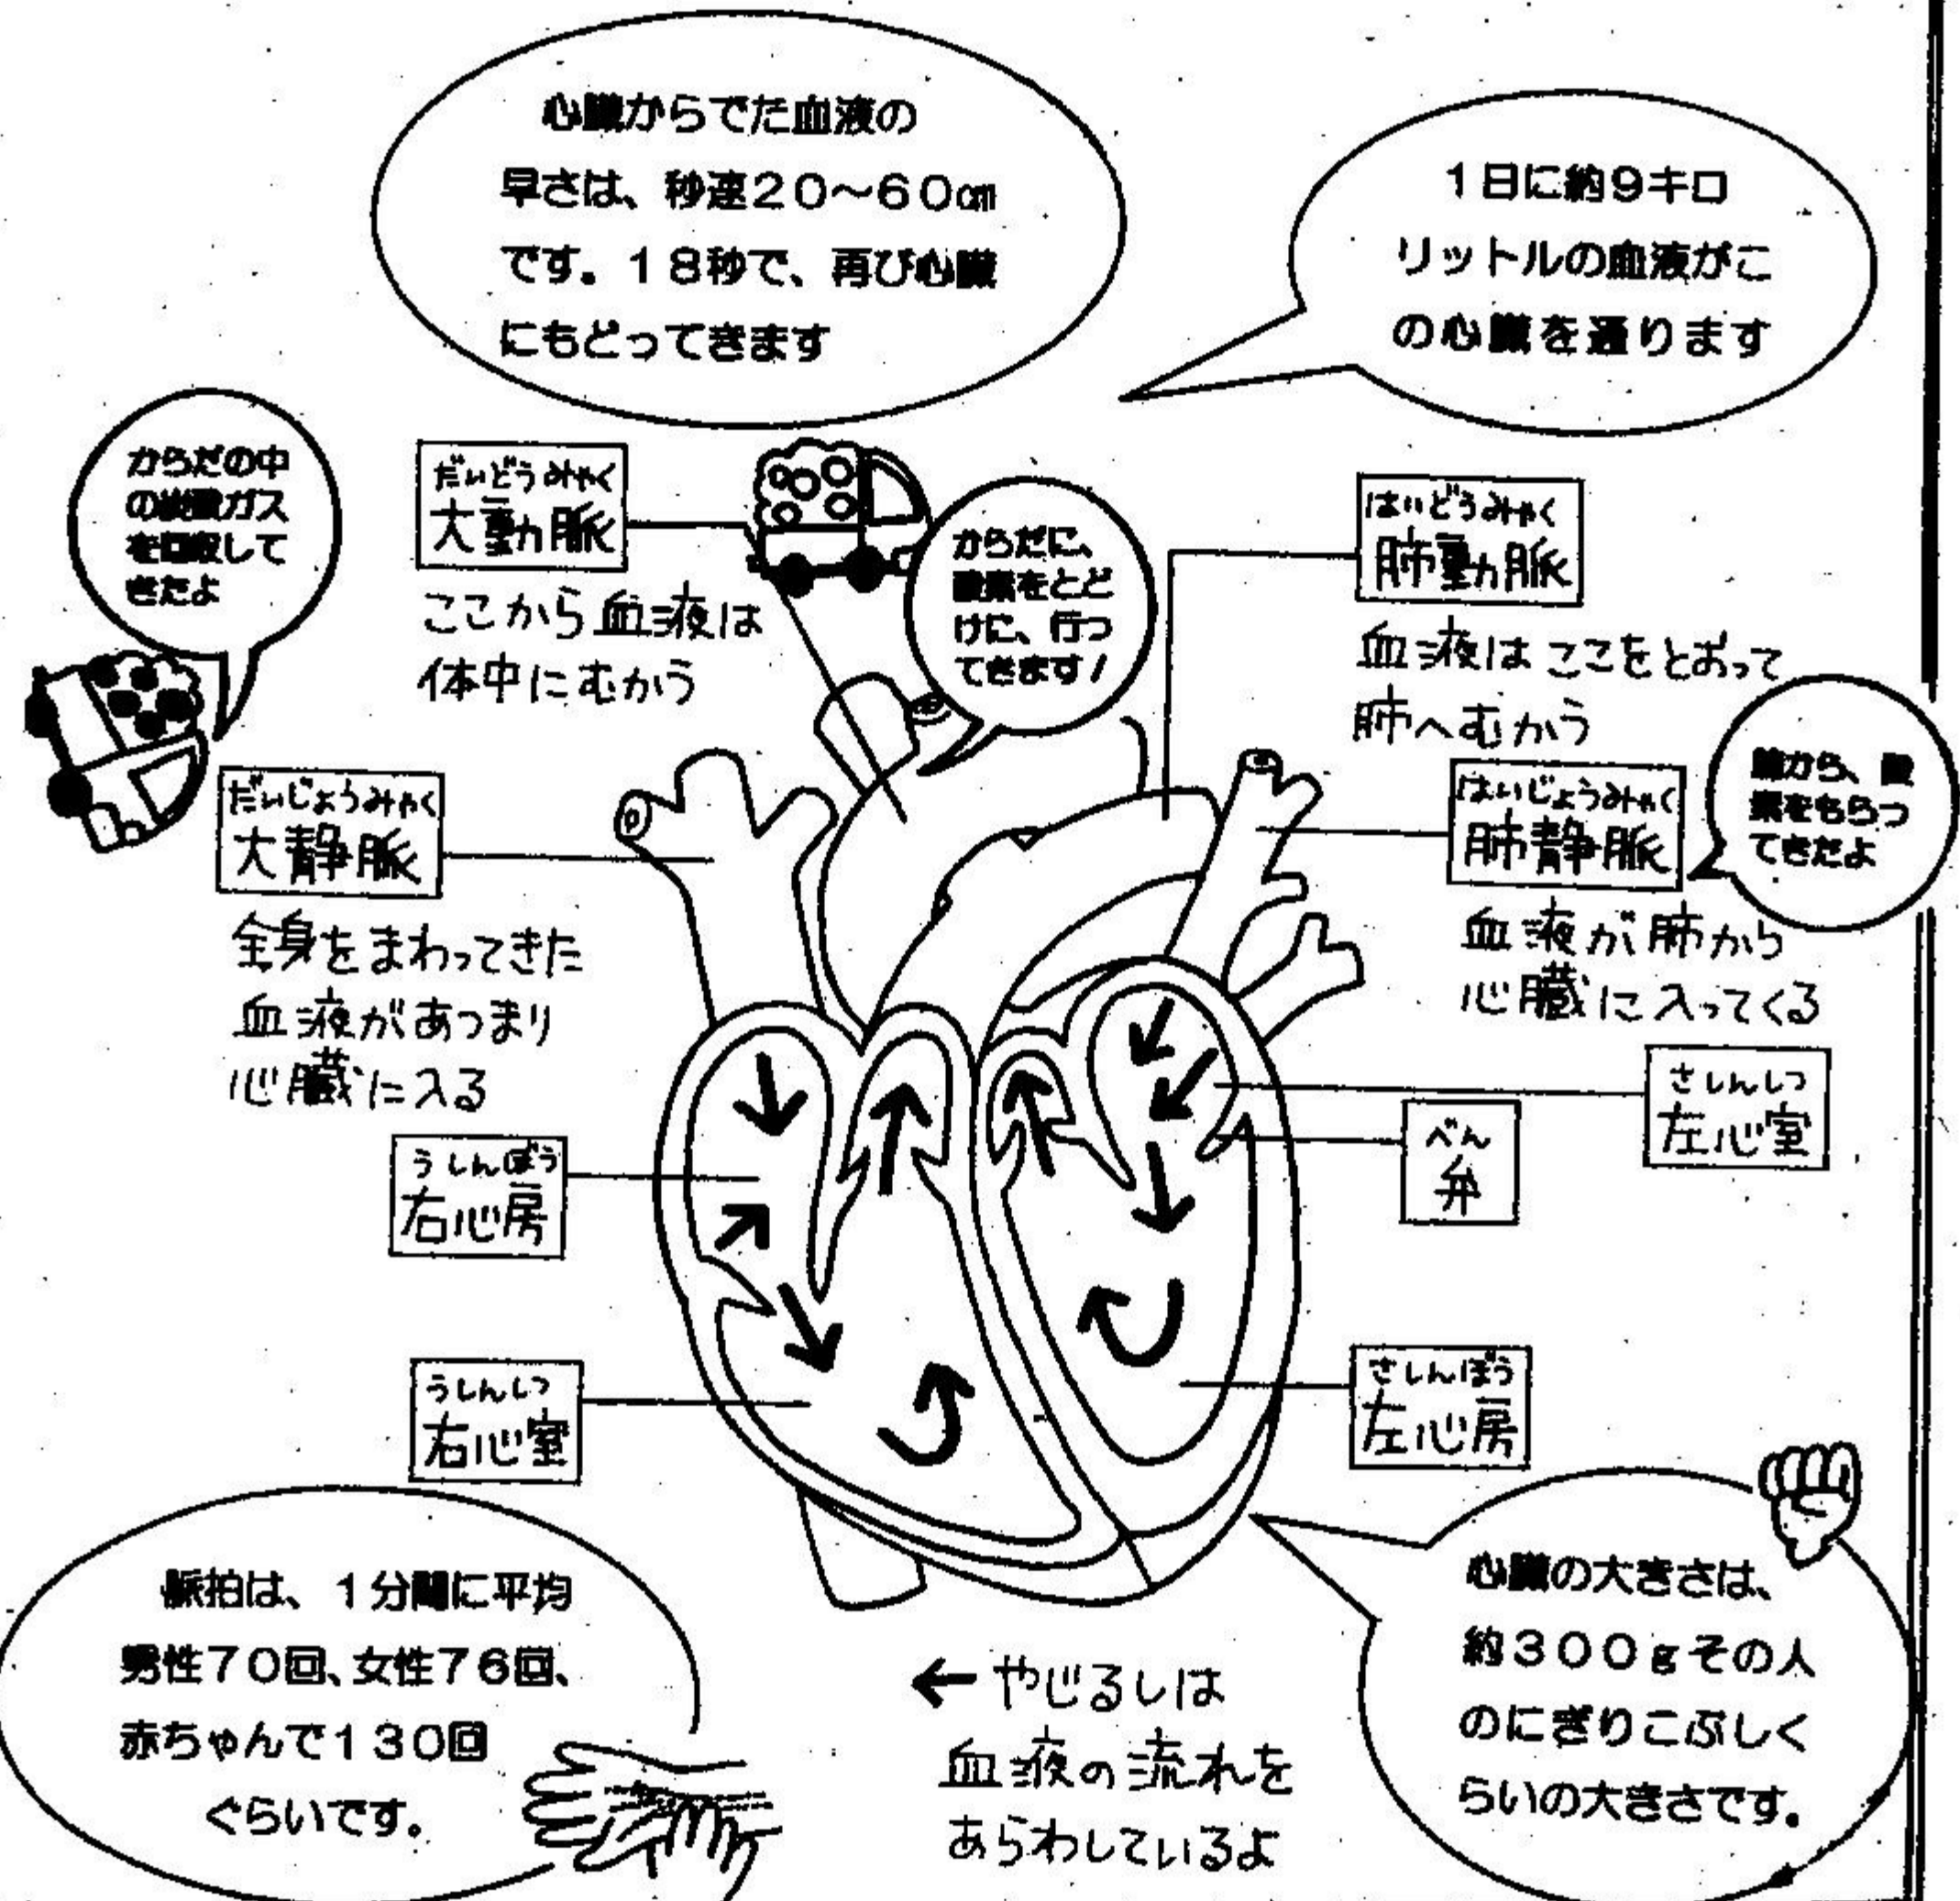 心臓からでた血液の
早さは、秒速20～60㎝
です。18秒で、再び心臓
にもどってきます
1日に約9キロ
リットルの血液がこ
の心臓を通ります
からだの中
の炭酸ガス
を回収して
きたよ
だいどうみゃく
大動脈
ここから血液は
体中にむかう
からだに、
酸素をとど
けに、行っ
てきます!
はいどうみゃく
肺動脈
血液はここをとおって
肺へむかう
だいじょうみゃく
大静脈
全身をまわってきた
血液があつまり
心臓に入る
はいじょうみゃく
肺静脈
血液が肺から
心臓に入ってくる
肺から、酸
素をもらっ
てきたよ
さしんしつ
左心室
べん
弁
うしんぼう
右心房
うしんしつ
右心室
さしんぼう
左心房
脈拍は、1分間に平均
男性70回、女性76回、
赤ちゃんで130回
ぐらいです。
←やじるしは
血液の流れを
あらわしているよ
心臓の大きさは、
約300gその人
のにぎりこぶしく
らいの大きさです。